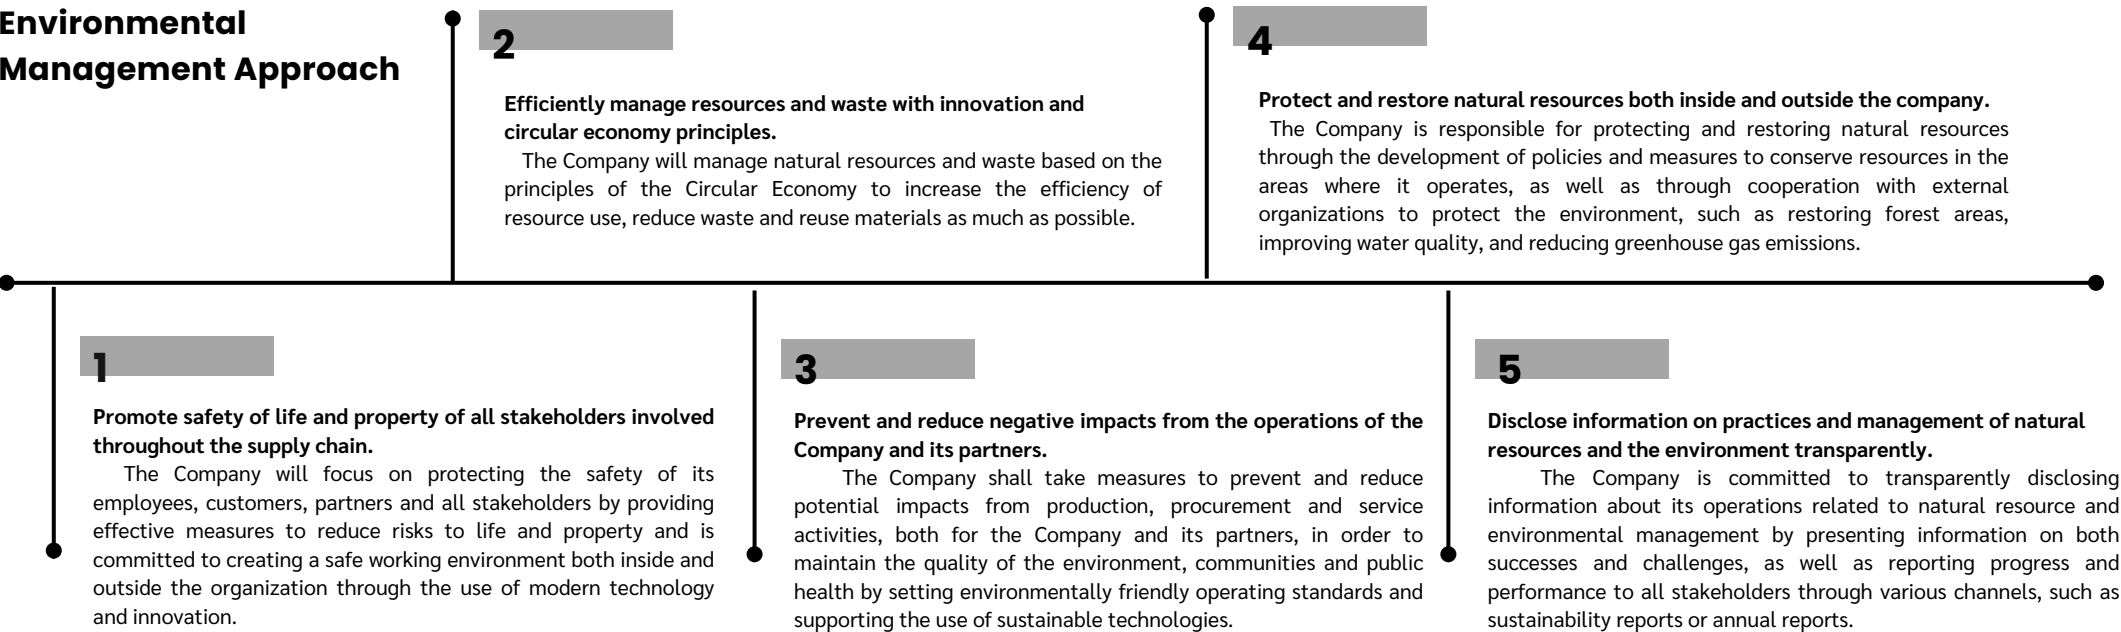 Environmental
Management Approach
1
Promote safety of life and property of all stakeholders involved
throughout the supply chain.
The Company will focus on protecting the safety of its
employees, customers, partners and all stakeholders by providing
effective measures to reduce risks to life and property and is
committed to creating a safe working environment both inside and
outside the organization through the use of modern technology
and innovation.
2
Efficiently manage resources and waste with innovation and
circular economy principles.
The Company will manage natural resources and waste based on the
principles of the Circular Economy to increase the efficiency of
resource use, reduce waste and reuse materials as much as possible.
3
Prevent and reduce negative impacts from the operations of the
Company and its partners.
The Company shall take measures to prevent and reduce
potential impacts from production, procurement and service
activities, both for the Company and its partners, in order to
maintain the quality of the environment, communities and public
health by setting environmentally friendly operating standards and
supporting the use of sustainable technologies.
4
Protect and restore natural resources both inside and outside the company.
The Company is responsible for protecting and restoring natural resources
through the development of policies and measures to conserve resources in the
areas where it operates, as well as through cooperation with external
organizations to protect the environment, such as restoring forest areas,
improving water quality, and reducing greenhouse gas emissions.
5
Disclose information on practices and management of natural
resources and the environment transparently.
The Company is committed to transparently disclosing
information about its operations related to natural resource and
environmental management by presenting information on both
successes and challenges, as well as reporting progress and
performance to all stakeholders through various channels, such as
sustainability reports or annual reports.